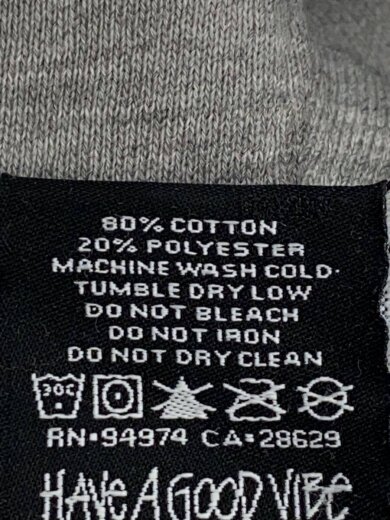 80% COTTON
20% POLYESTER
MACHINE WASH COLD·
TUMBLE DRY LOW
DO NOT BLEACH
DO NOT IRON
DO NOT DRY CLEAN
30C
RN·94974 CA·28629
HAVE A GOOD VIBE